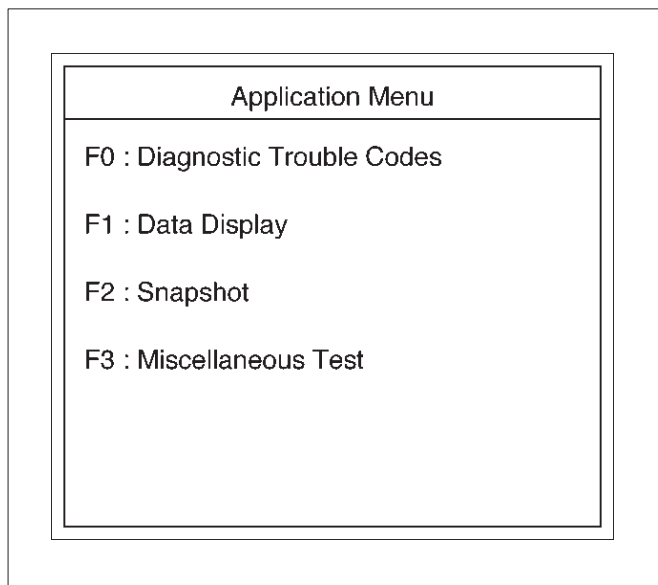 Application Menu
F0 : Diagnostic Trouble Codes
F1 : Data Display
F2 : Snapshot
F3 : Miscellaneous Test